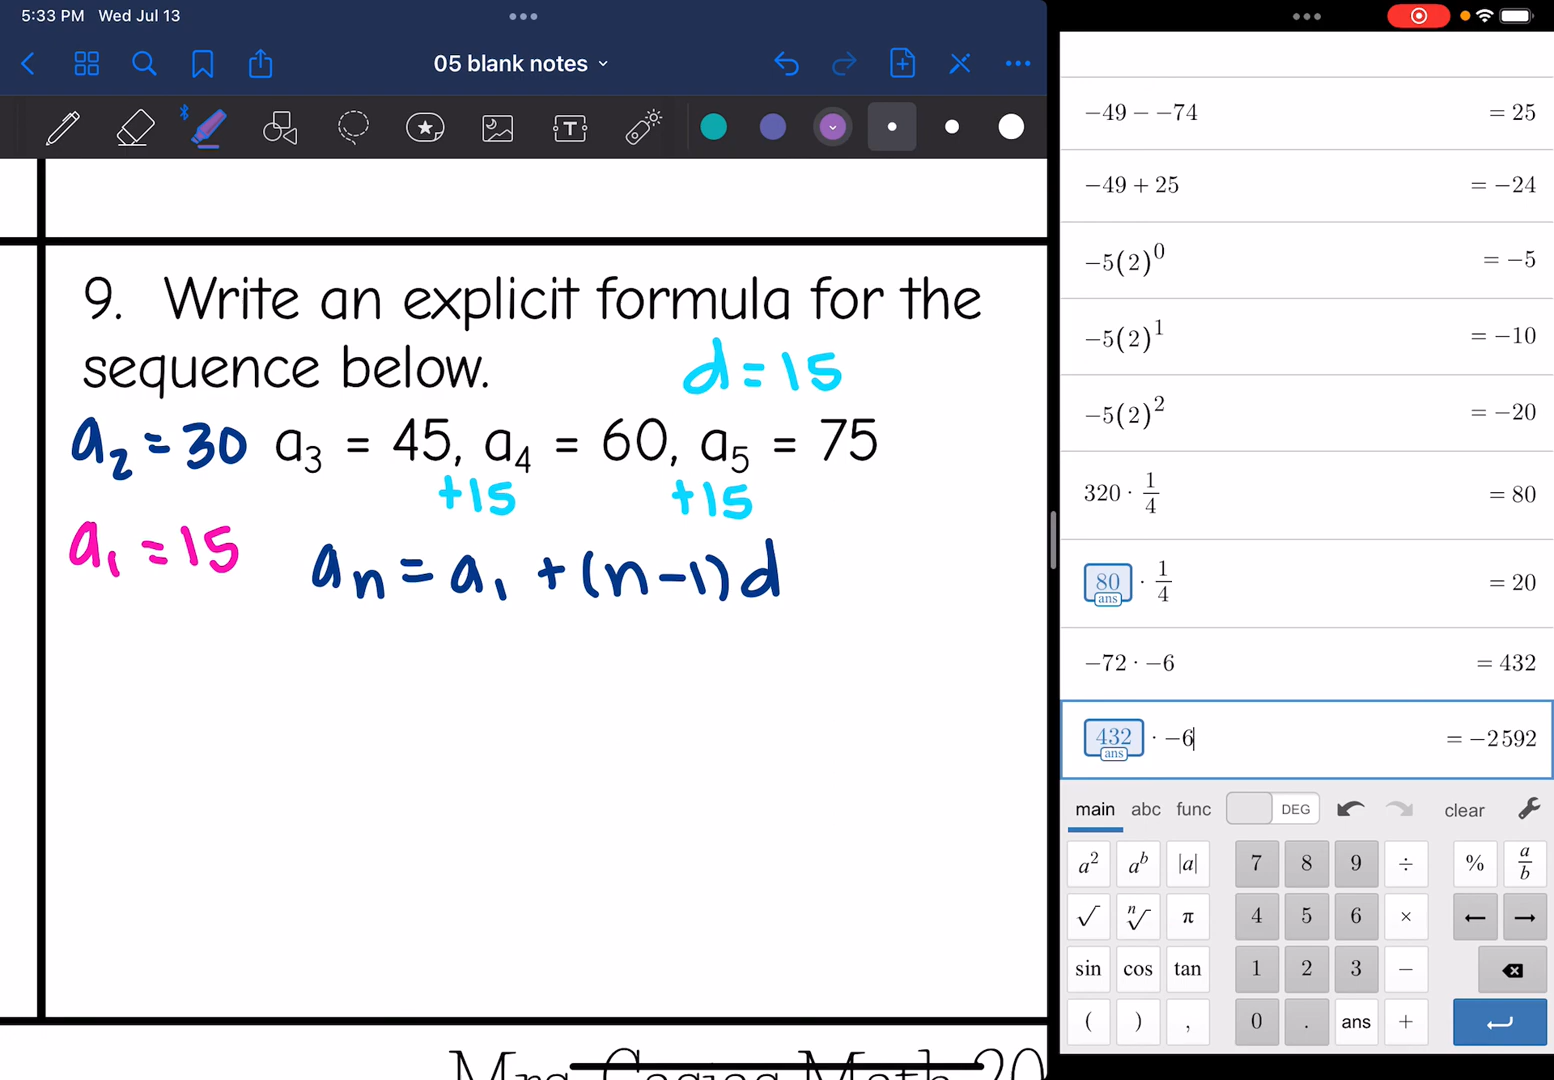 5:33 PM Wed Jul 13
05 blank notes
9. Write an explicit formula for the
sequence below.
d = 15
a₂ = 30 a₃ = 45, a₄ = 60, a₅ = 75
+15 +15
a₁ = 15
aₙ = a₁ + (n-1)d
−49 − −74 = 25
−49 + 25 = −24
−5(2)⁰ = −5
−5(2)¹ = −10
−5(2)² = −20
320 · 1/4 = 80
80 ans · 1/4 = 20
−72 · −6 = 432
432 ans · −6 = −2592
main abc func DEG clear
a² aᵇ |a| 7 8 9 ÷ % a/b
√ ⁿ√ π 4 5 6 × ← →
sin cos tan 1 2 3 −
( ) , 0 . ans +